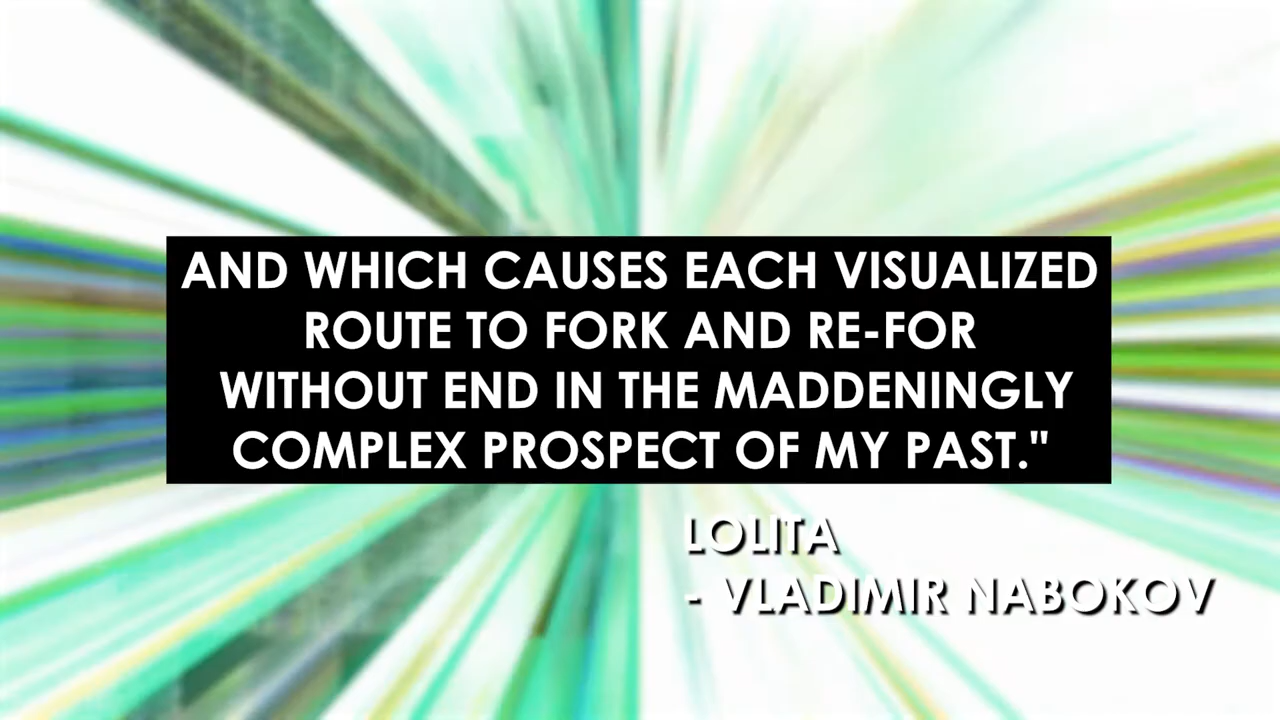 AND WHICH CAUSES EACH VISUALIZED
ROUTE TO FORK AND RE-FOR
WITHOUT END IN THE MADDENINGLY
COMPLEX PROSPECT OF MY PAST."
LOLITA
- VLADIMIR NABOKOV